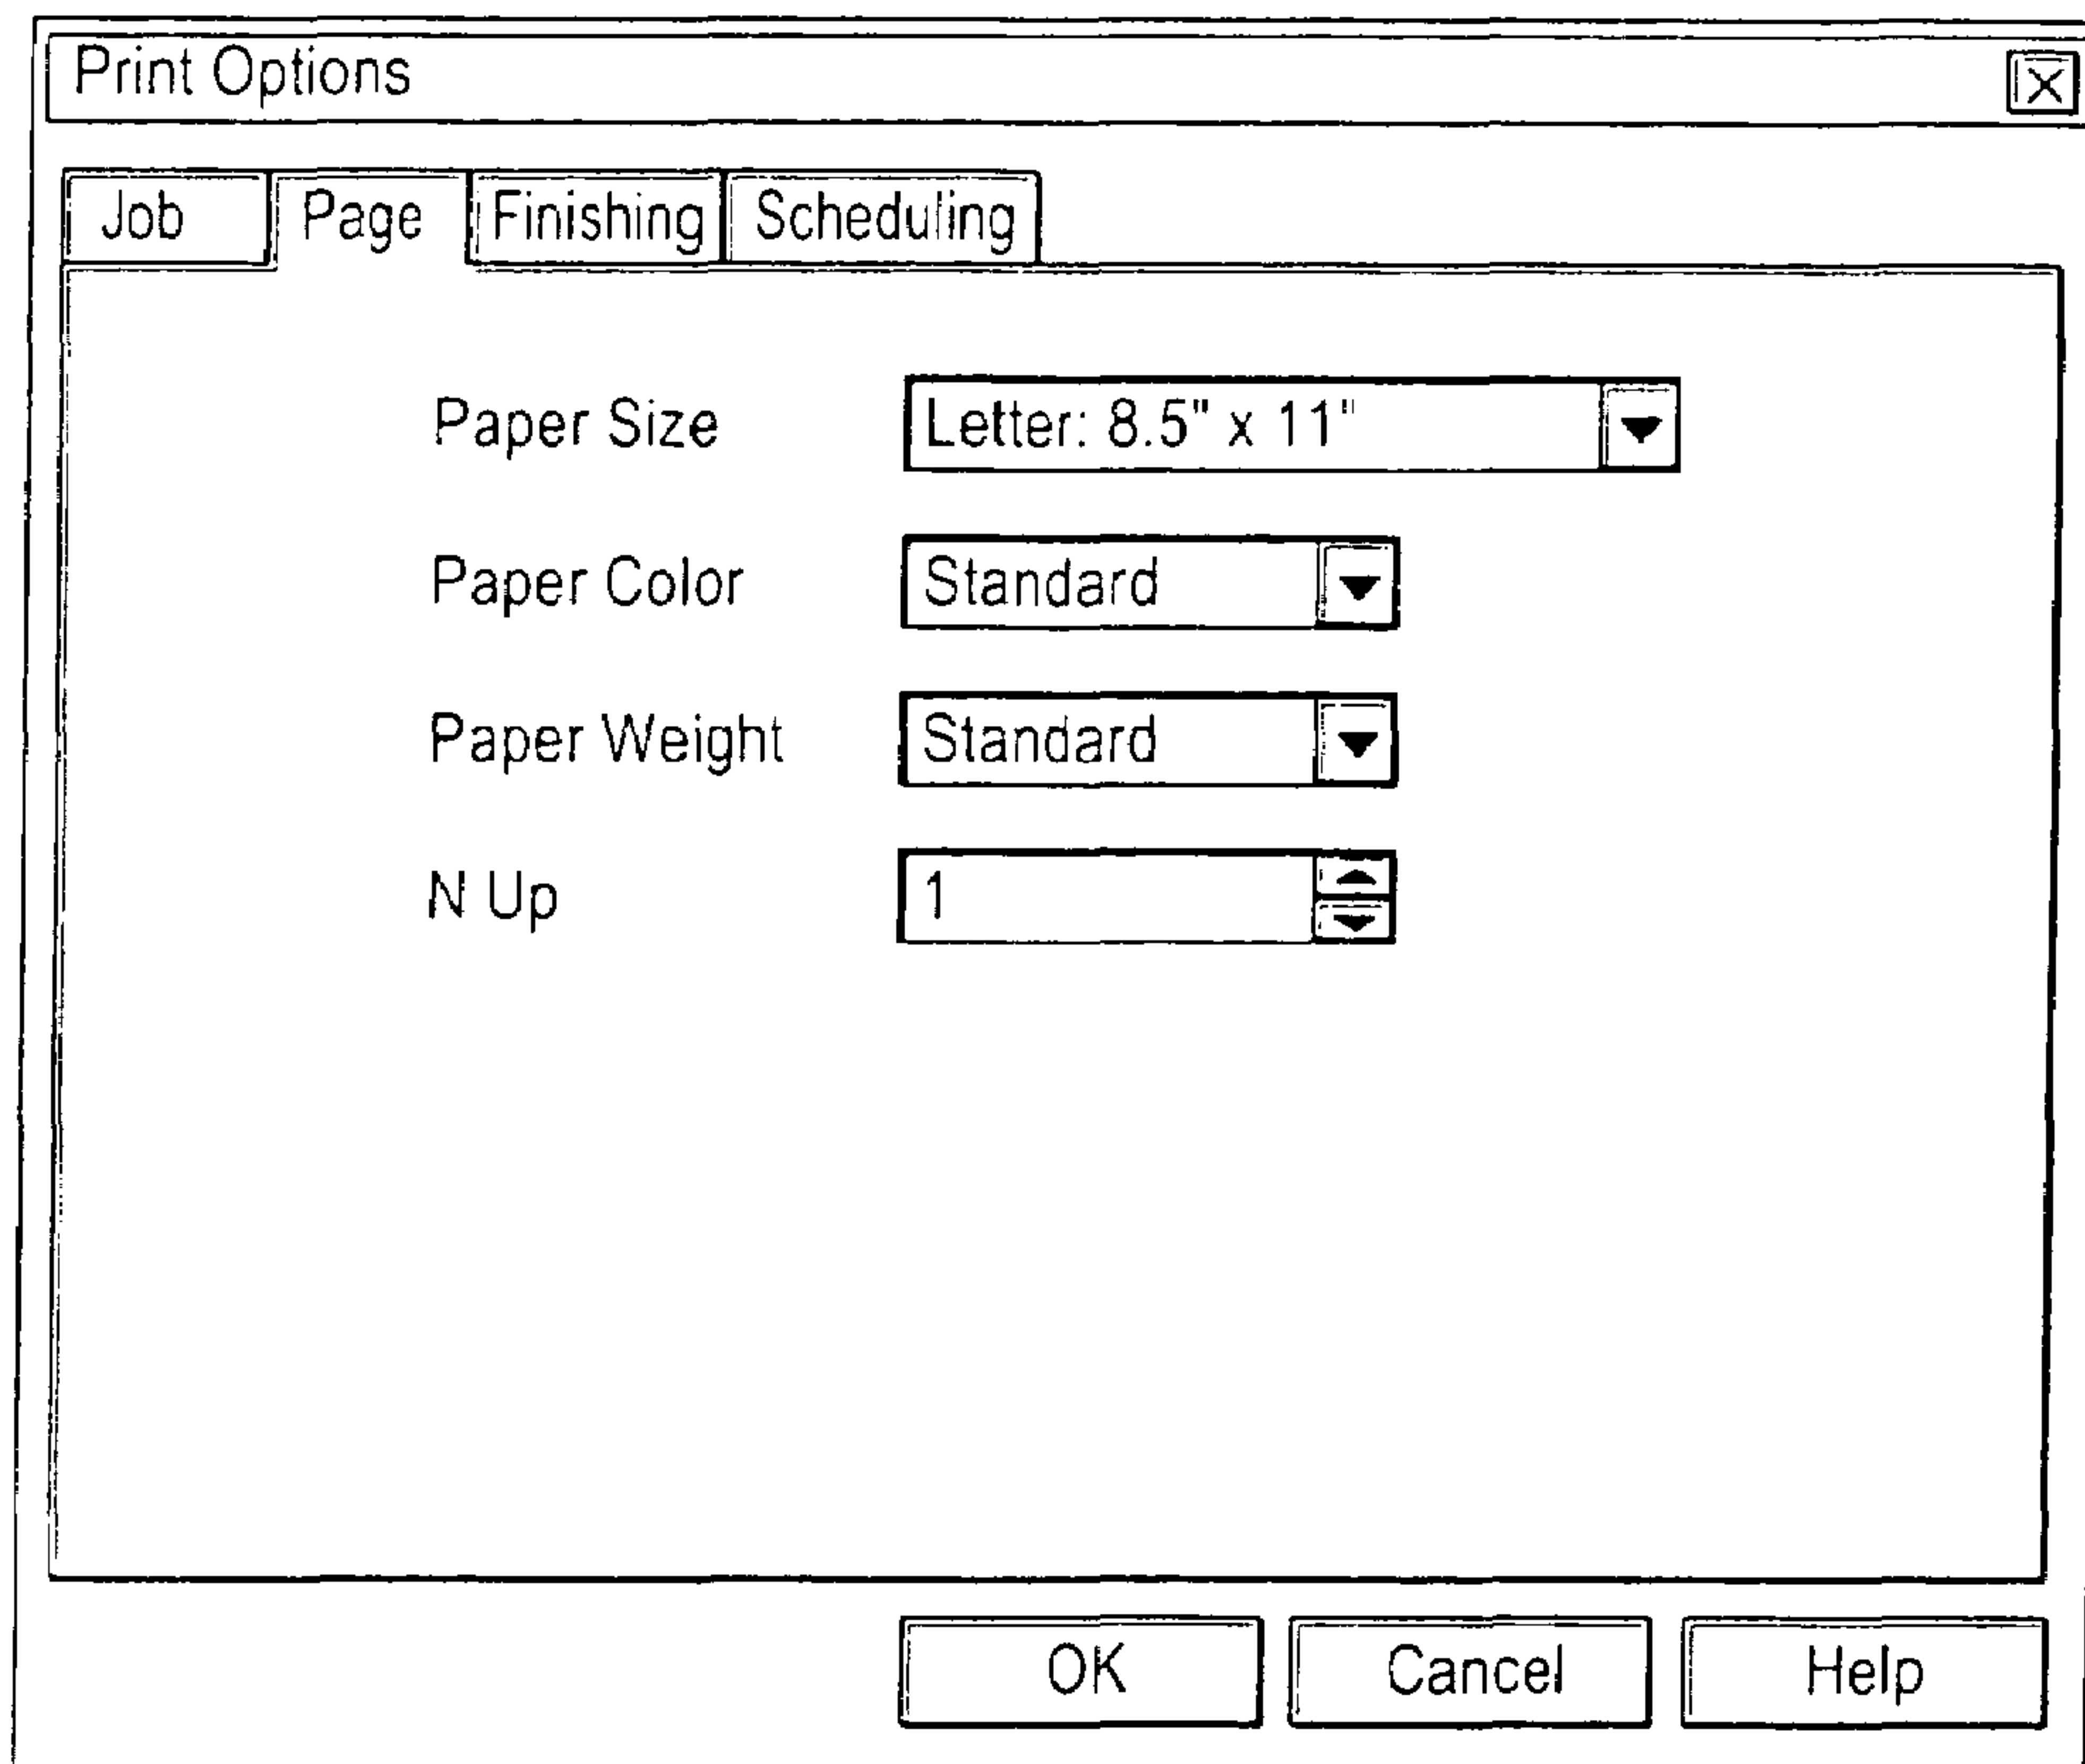 Print Options
Job Page Finishing Scheduling
Paper Size Letter: 8.5" x 11"
Paper Color Standard
Paper Weight Standard
N Up 1
OK Cancel Help